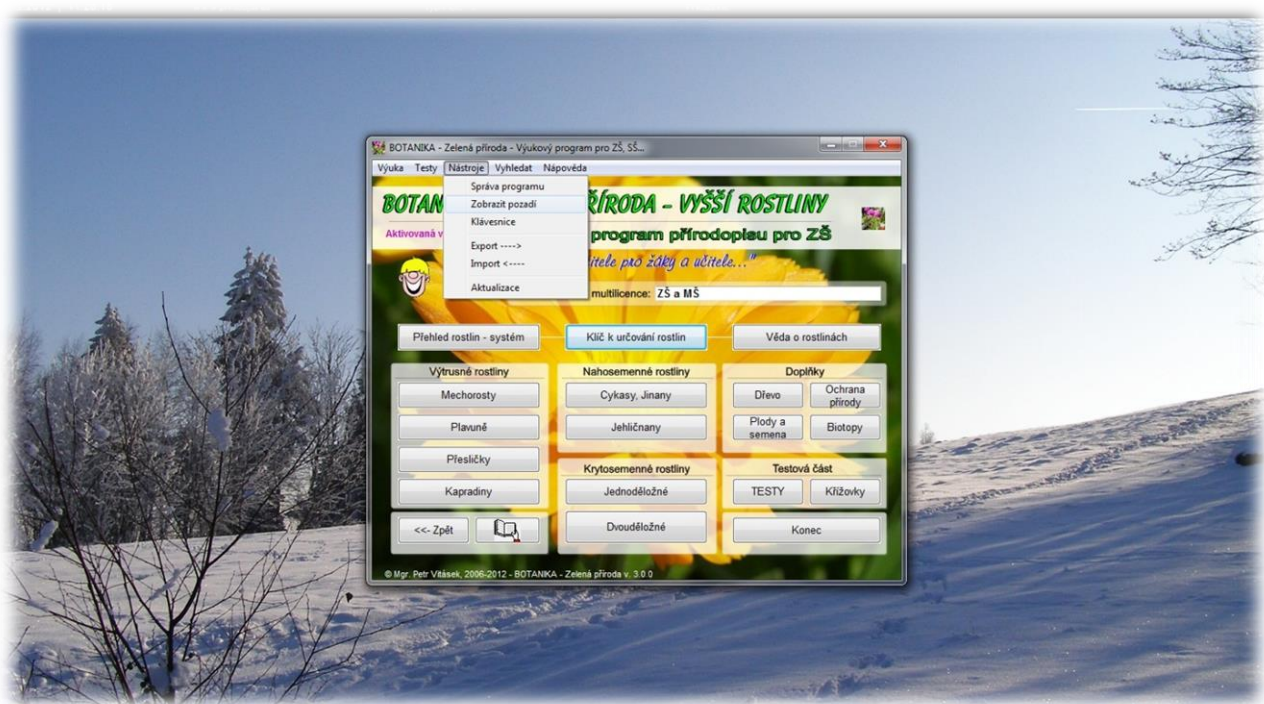 BOTANIKA - Zelená příroda - Výukový program pro ZŠ, SŠ...
Výuka Testy Nástroje Vyhledat Nápověda
Správa programu
Zobrazit pozadí
Klávesnice
Export ---->
Import <----
Aktualizace
BOTAN ŘÍRODA - VYŠŠÍ ROSTLINY
Aktivovaná v program přírodopisu pro ZŠ
itele pro žáky a učitele..."
multilicence: ZŠ a MŠ
Přehled rostlin - systém
Klíč k určování rostlin
Věda o rostlinách
Výtrusné rostliny
Mechorosty
Plavuně
Přesličky
Kapradiny
<<- Zpět
Nahosemenné rostliny
Cykasy, Jinany
Jehličnany
Krytosemenné rostliny
Jednoděložné
Dvouděložné
Doplňky
Dřevo
Ochrana
přírody
Plody a
semena
Biotopy
Testová část
TESTY
Křížovky
Konec
© Mgr. Petr Vitásek, 2006-2012 - BOTANIKA - Zelená příroda v. 3.0 0